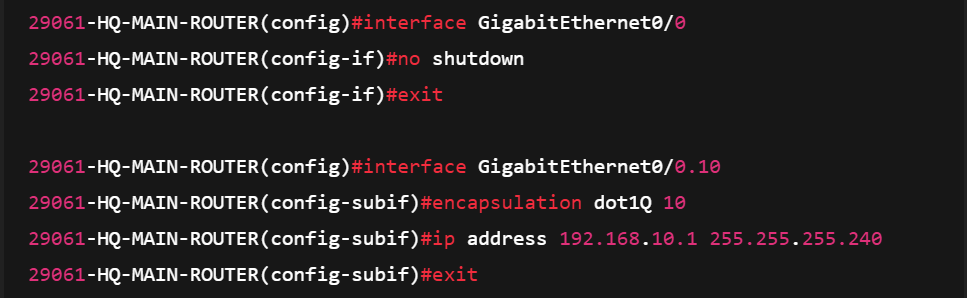 29061-HQ-MAIN-ROUTER(config)#interface GigabitEthernet0/0
29061-HQ-MAIN-ROUTER(config-if)#no shutdown
29061-HQ-MAIN-ROUTER(config-if)#exit
29061-HQ-MAIN-ROUTER(config)#interface GigabitEthernet0/0.10
29061-HQ-MAIN-ROUTER(config-subif)#encapsulation dot1Q 10
29061-HQ-MAIN-ROUTER(config-subif)#ip address 192.168.10.1 255.255.255.240
29061-HQ-MAIN-ROUTER(config-subif)#exit